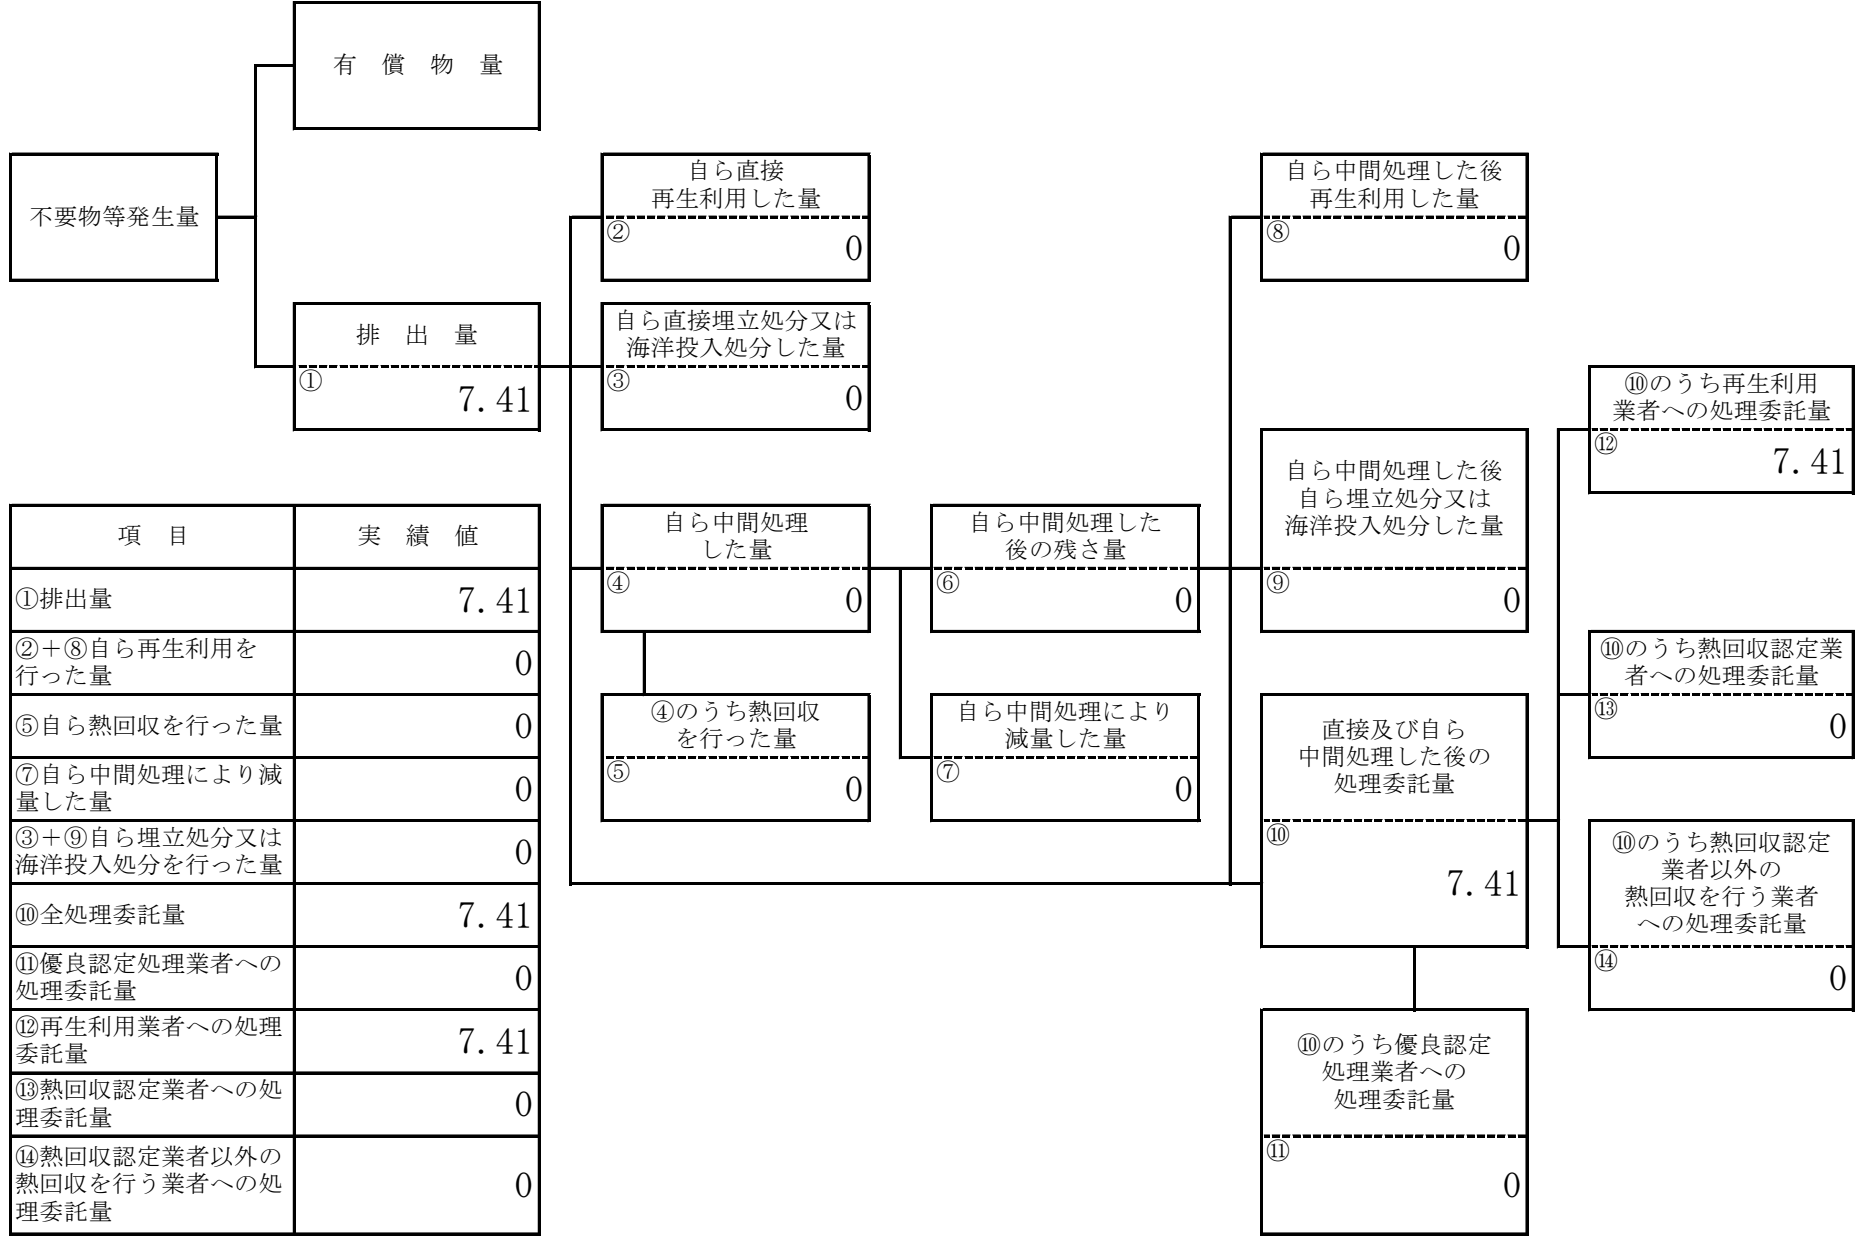 有 償 物 量
不要物等発生量
排 出 量
①
7.41
自ら直接
再生利用した量
②
0
自ら直接埋立処分又は
海洋投入処分した量
③
0
自ら中間処理
した量
④
0
④のうち熱回収
を行った量
⑤
0
自ら中間処理した
後の残さ量
⑥
0
自ら中間処理により
減量した量
⑦
0
自ら中間処理した後
再生利用した量
⑧
0
自ら中間処理した後
自ら埋立処分又は
海洋投入処分した量
⑨
0
直接及び自ら
中間処理した後の
処理委託量
⑩
7.41
⑩のうち優良認定
処理業者への
処理委託量
⑪
0
⑩のうち再生利用
業者への処理委託量
⑫
7.41
⑩のうち熱回収認定業
者への処理委託量
⑬
0
⑩のうち熱回収認定
業者以外の
熱回収を行う業者
への処理委託量
⑭
0
項 目 実 績 値
①排出量 7.41
②＋⑧自ら再生利用を
行った量 0
⑤自ら熱回収を行った量 0
⑦自ら中間処理により減
量した量 0
③＋⑨自ら埋立処分又は
海洋投入処分を行った量 0
⑩全処理委託量 7.41
⑪優良認定処理業者への
処理委託量 0
⑫再生利用業者への処理
委託量 7.41
⑬熱回収認定業者への処
理委託量 0
⑭熱回収認定業者以外の
熱回収を行う業者への処
理委託量 0